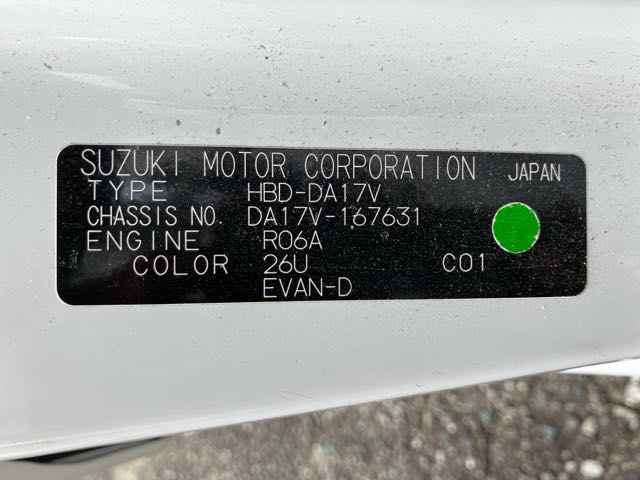 SUZUKI MOTOR CORPORATION JAPAN
TYPE HBD-DA17V
CHASSIS NO. DA17V-167631
ENGINE R06A
COLOR 26U C01
EVAN-D